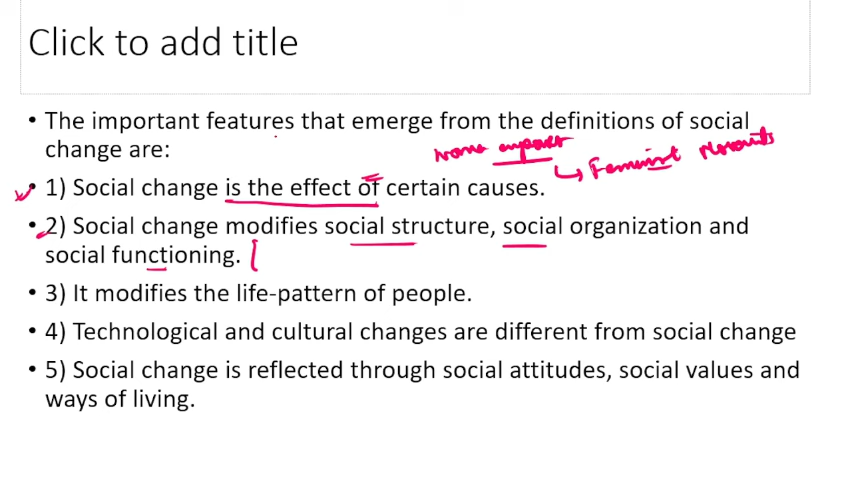 Click to add title
• The important features that emerge from the definitions of social
change are:
Feminist
• 1) Social change is the effect of certain causes.
• 2) Social change modifies social structure, social organization and
social functioning.
• 3) It modifies the life-pattern of people.
• 4) Technological and cultural changes are different from social change
• 5) Social change is reflected through social attitudes, social values and
ways of living.